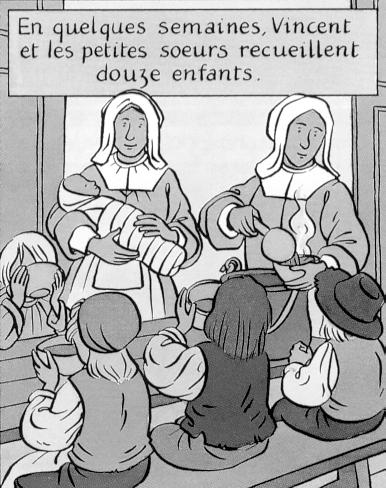 En quelques semaines, Vincent
et les petites soeurs recueillent
douze enfants.